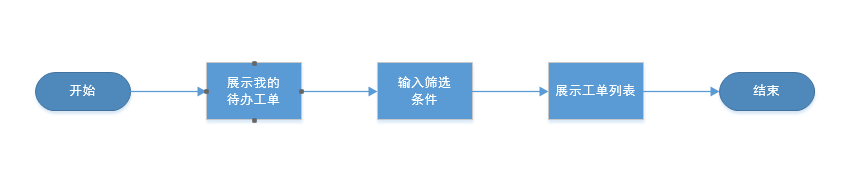 开始
展示我的
待办工单
输入筛选
条件
展示工单列表
结束